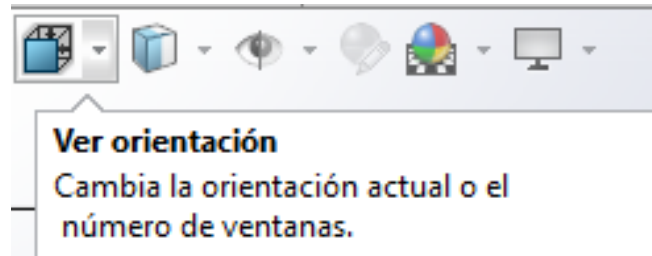 Ver orientación
Cambia la orientación actual o el
número de ventanas.